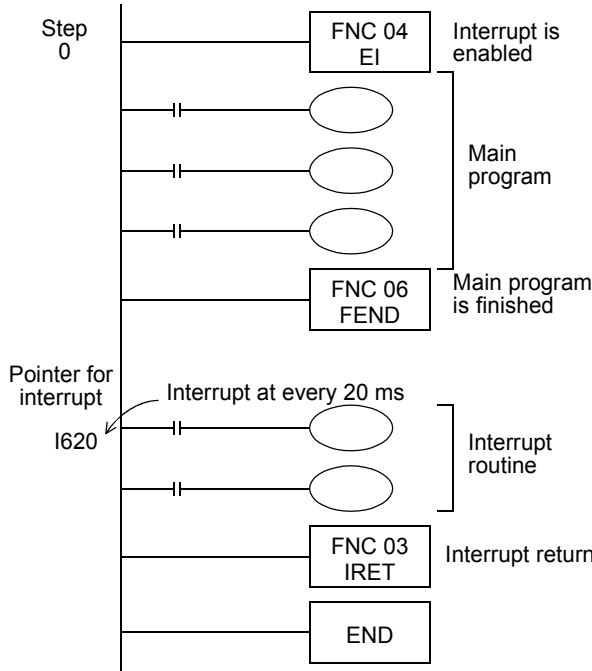 Step
0
FNC 04
EI
Interrupt is
enabled
Main
program
FNC 06
FEND
Main program
is finished
Pointer for
interrupt
Interrupt at every 20 ms
I620
Interrupt
routine
FNC 03
IRET
Interrupt return
END